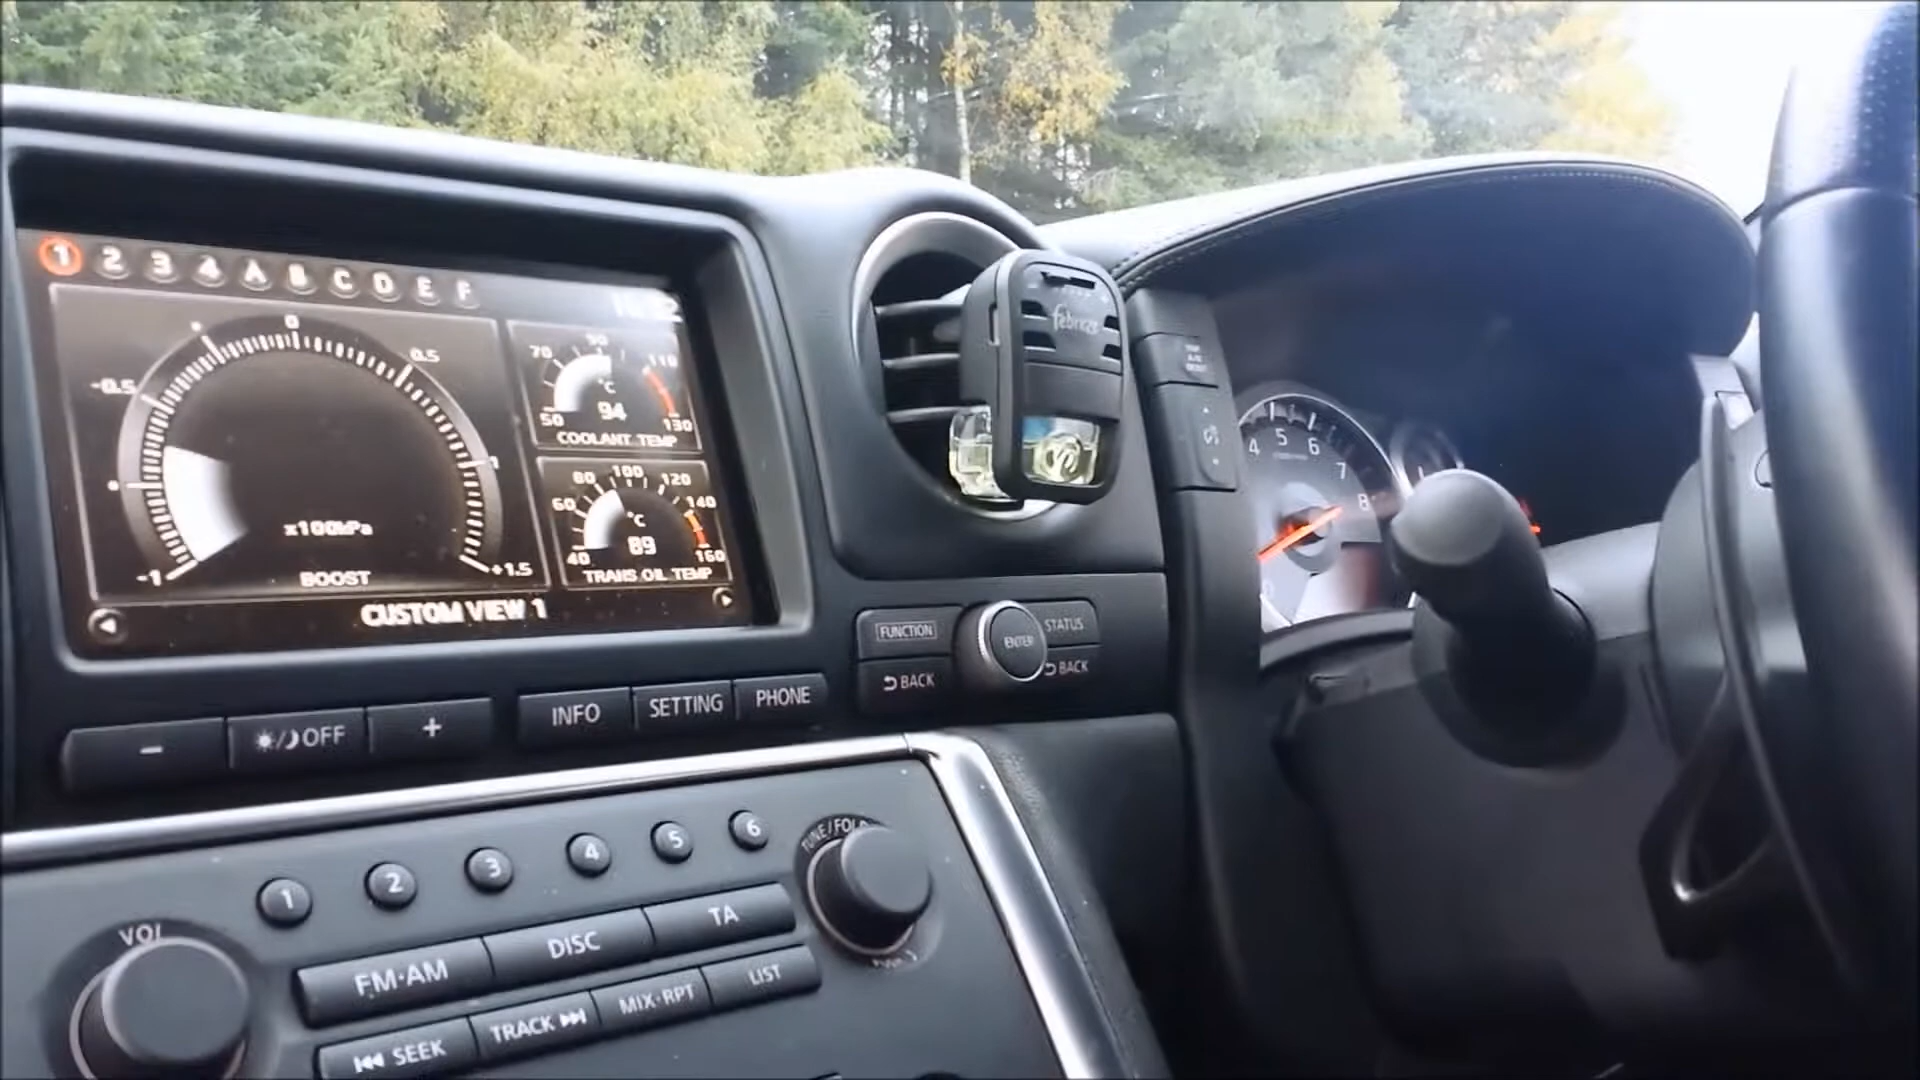 1 2 3 4 A B C D E F
0
-0.5
0.5
1
-1
+1.5
x100kPa
BOOST
50 70 90 110 130
°C
94
COOLANT TEMP
40 60 80 100 120 140 160
°C
89
TRANS OIL TEMP
CUSTOM VIEW 1
febreze
4 5 6 7 8
FUNCTION
ENTER
STATUS
BACK
BACK
−
/ OFF
+
INFO
SETTING
PHONE
1 2 3 4 5 6
VOL
TUNE/FOLD
FM·AM
DISC
TA
SEEK
TRACK
MIX·RPT
LIST